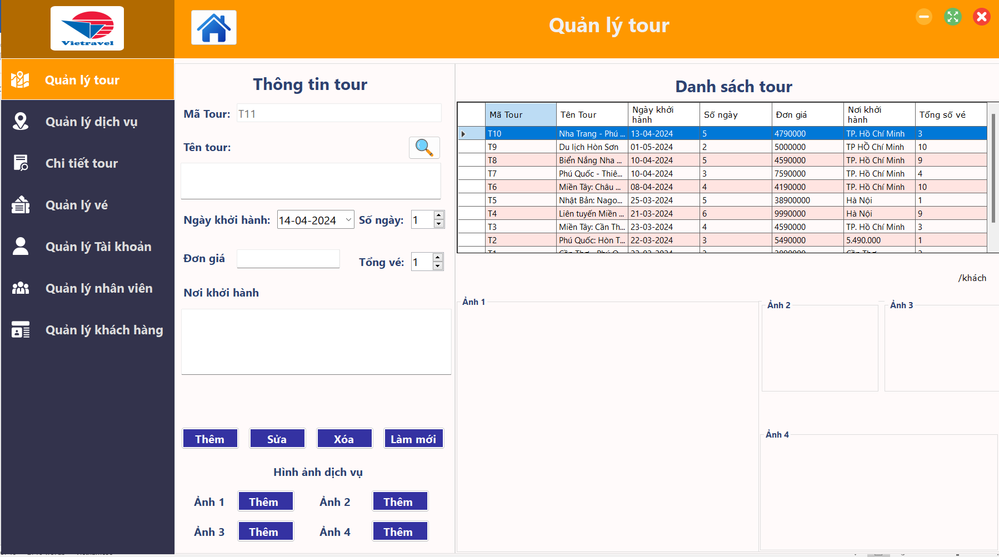 Vietravel
Quản lý tour
Quản lý tour
Quản lý dịch vụ
Chi tiết tour
Quản lý vé
Quản lý Tài khoản
Quản lý nhân viên
Quản lý khách hàng
Thông tin tour
Mã Tour: T11
Tên tour:
Ngày khởi hành: 14-04-2024 Số ngày: 1
Đơn giá Tổng vé: 1
Nơi khởi hành
Thêm Sửa Xóa Làm mới
Hình ảnh dịch vụ
Ảnh 1 Thêm Ảnh 2 Thêm
Ảnh 3 Thêm Ảnh 4 Thêm
Danh sách tour
Mã Tour Tên Tour Ngày khởi hành Số ngày Đơn giá Nơi khởi hành Tổng số vé
T10 Nha Trang - Phú ... 13-04-2024 5 4790000 TP. Hồ Chí Minh 3
T9 Du lịch Hòn Sơn 01-05-2024 2 5000000 TP HỒ Chí Minh 10
T8 Biển Nắng Nha ... 10-04-2024 5 4590000 TP. Hồ Chí Minh 9
T7 Phú Quốc - Thiê... 10-04-2024 3 7590000 TP. Hồ Chí Minh 4
T6 Miền Tây: Châu ... 08-04-2024 4 4190000 TP. Hồ Chí Minh 10
T5 Nhật Bản: Nago... 25-03-2024 5 38900000 Hà Nội 1
T4 Liên tuyến Miền ... 21-03-2024 6 9990000 Hà Nội 9
T3 Miền Tây: Cần Th... 23-03-2024 4 4590000 TP. Hồ Chí Minh 3
T2 Phú Quốc: Hòn T... 22-03-2024 3 5490000 5.490.000 1
/khách
Ảnh 1
Ảnh 2
Ảnh 3
Ảnh 4